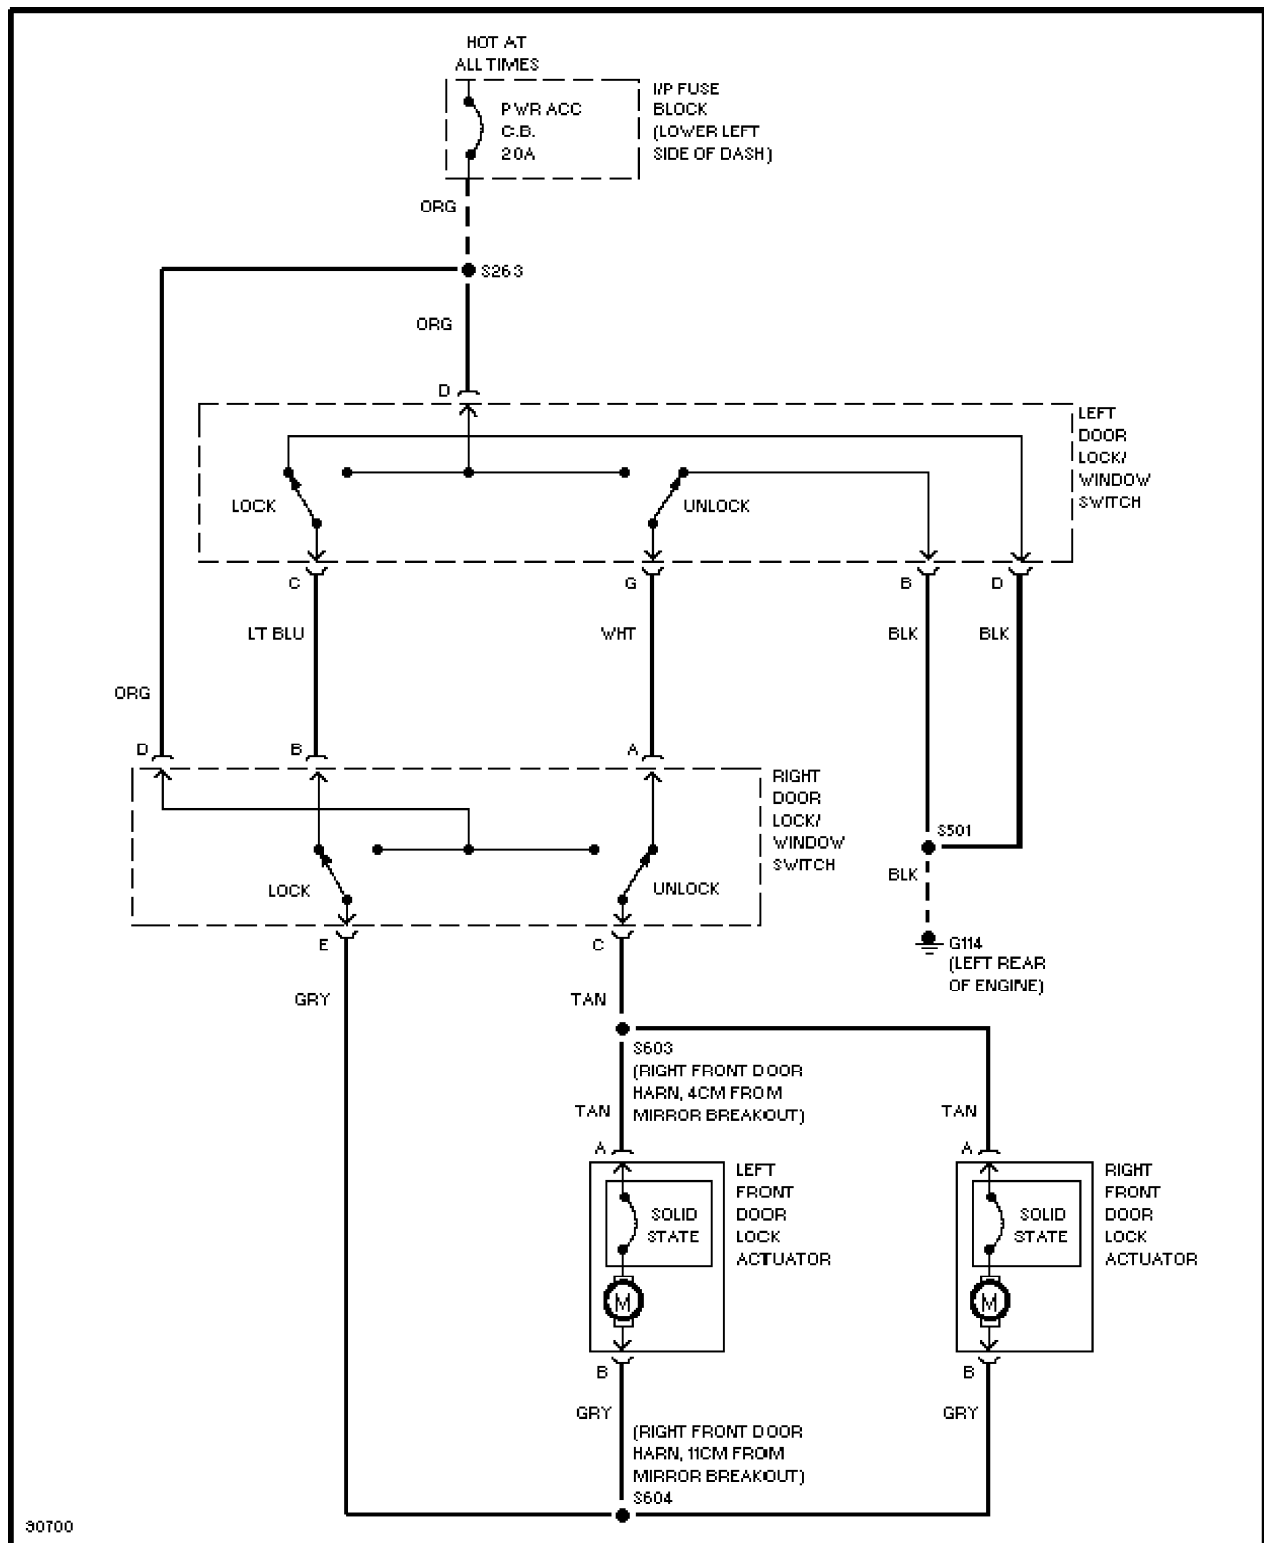 HOT AT
ALL TIMES
PWR ACC
C.B.
20A
I/P FUSE
BLOCK
(LOWER LEFT
SIDE OF DASH)
ORG
S263
ORG
D
LEFT
DOOR
LOCK/
WINDOW
SWITCH
LOCK
UNLOCK
C
G
B
D
LT BLU
WHT
BLK
BLK
ORG
D
B
A
RIGHT
DOOR
LOCK/
WINDOW
SWITCH
LOCK
UNLOCK
S501
BLK
E
C
G114
(LEFT REAR
OF ENGINE)
GRY
TAN
S603
(RIGHT FRONT DOOR
HARN, 4CM FROM
MIRROR BREAKOUT)
TAN
TAN
A
A
LEFT
FRONT
DOOR
LOCK
ACTUATOR
SOLID
STATE
M
RIGHT
FRONT
DOOR
LOCK
ACTUATOR
SOLID
STATE
M
B
B
GRY
GRY
(RIGHT FRONT DOOR
HARN, 11CM FROM
MIRROR BREAKOUT)
S604
90700